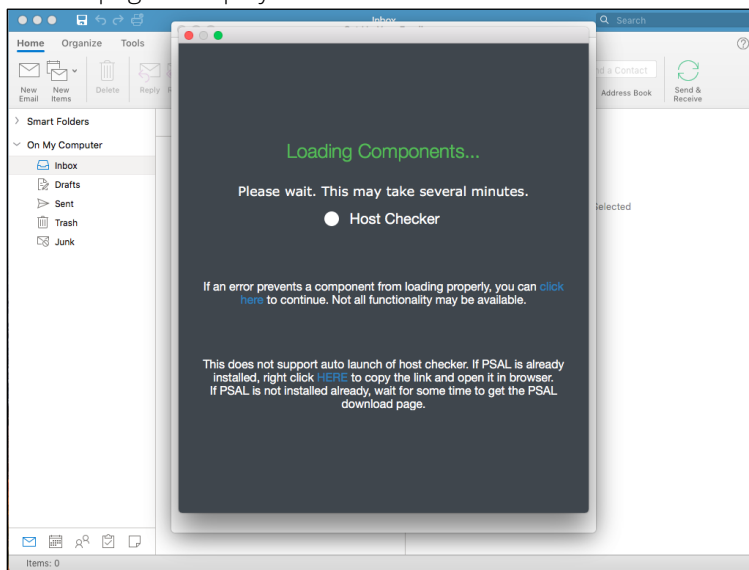 Inbox
Search
Home Organize Tools
New Email
New Items
Delete
Reply
Address Book
Send & Receive
Smart Folders
On My Computer
Inbox
Drafts
Sent
Trash
Junk
Loading Components...
Please wait. This may take several minutes.
Host Checker
If an error prevents a component from loading properly, you can click
here to continue. Not all functionality may be available.
This does not support auto launch of host checker. If PSAL is already
installed, right click HERE to copy the link and open it in browser.
If PSAL is not installed already, wait for some time to get the PSAL
download page.
Items: 0